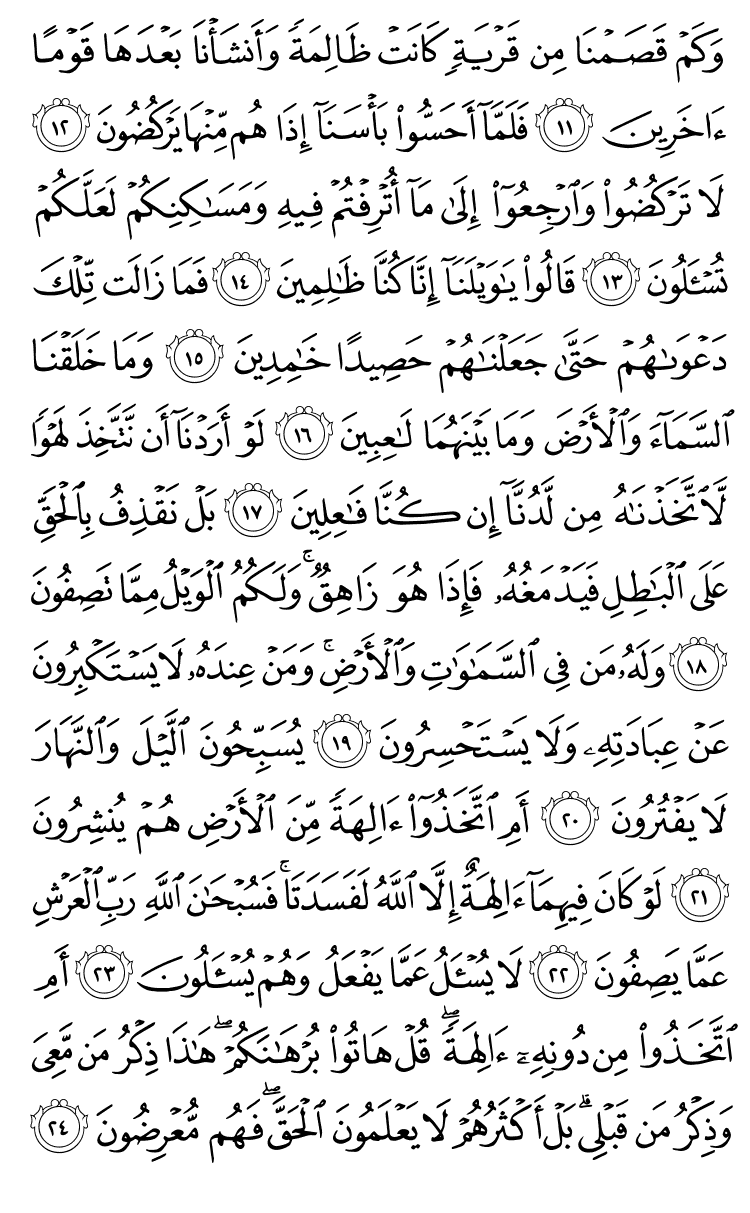 وَكَمۡ قَصَمۡنَا مِن قَرۡيَةٖ كَانَتۡ ظَالِمَةٗ وَأَنشَأۡنَا بَعۡدَهَا قَوۡمًا
ءَاخَرِينَ ١١ فَلَمَّآ أَحَسُّواْ بَأۡسَنَآ إِذَا هُم مِّنۡهَا يَرۡكُضُونَ ١٢
لَا تَرۡكُضُواْ وَٱرۡجِعُوٓاْ إِلَىٰ مَآ أُتۡرِفۡتُمۡ فِيهِ وَمَسَٰكِنِكُمۡ لَعَلَّكُمۡ
تُسۡـَٔلُونَ ١٣ قَالُواْ يَٰوَيۡلَنَآ إِنَّا كُنَّا ظَٰلِمِينَ ١٤ فَمَا زَالَت تِّلۡكَ
دَعۡوَىٰهُمۡ حَتَّىٰ جَعَلۡنَٰهُمۡ حَصِيدًا خَٰمِدِينَ ١٥ وَمَا خَلَقۡنَا
ٱلسَّمَآءَ وَٱلۡأَرۡضَ وَمَا بَيۡنَهُمَا لَٰعِبِينَ ١٦ لَوۡ أَرَدۡنَآ أَن نَّتَّخِذَ لَهۡوٗا
لَّٱتَّخَذۡنَٰهُ مِن لَّدُنَّآ إِن كُنَّا فَٰعِلِينَ ١٧ بَلۡ نَقۡذِفُ بِٱلۡحَقِّ
عَلَى ٱلۡبَٰطِلِ فَيَدۡمَغُهُۥ فَإِذَا هُوَ زَاهِقٞۚ وَلَكُمُ ٱلۡوَيۡلُ مِمَّا تَصِفُونَ
١٨ وَلَهُۥ مَن فِي ٱلسَّمَٰوَٰتِ وَٱلۡأَرۡضِۚ وَمَنۡ عِندَهُۥ لَا يَسۡتَكۡبِرُونَ
عَنۡ عِبَادَتِهِۦ وَلَا يَسۡتَحۡسِرُونَ ١٩ يُسَبِّحُونَ ٱلَّيۡلَ وَٱلنَّهَارَ
لَا يَفۡتُرُونَ ٢٠ أَمِ ٱتَّخَذُوٓاْ ءَالِهَةٗ مِّنَ ٱلۡأَرۡضِ هُمۡ يُنشِرُونَ
٢١ لَوۡ كَانَ فِيهِمَآ ءَالِهَةٌ إِلَّا ٱللَّهُ لَفَسَدَتَاۚ فَسُبۡحَٰنَ ٱللَّهِ رَبِّ ٱلۡعَرۡشِ
عَمَّا يَصِفُونَ ٢٢ لَا يُسۡـَٔلُ عَمَّا يَفۡعَلُ وَهُمۡ يُسۡـَٔلُونَ ٢٣ أَمِ
ٱتَّخَذُواْ مِن دُونِهِۦٓ ءَالِهَةٗۖ قُلۡ هَاتُواْ بُرۡهَٰنَكُمۡۖ هَٰذَا ذِكۡرُ مَن مَّعِيَ
وَذِكۡرُ مَن قَبۡلِيۚ بَلۡ أَكۡثَرُهُمۡ لَا يَعۡلَمُونَ ٱلۡحَقَّۖ فَهُم مُّعۡرِضُونَ ٢٤